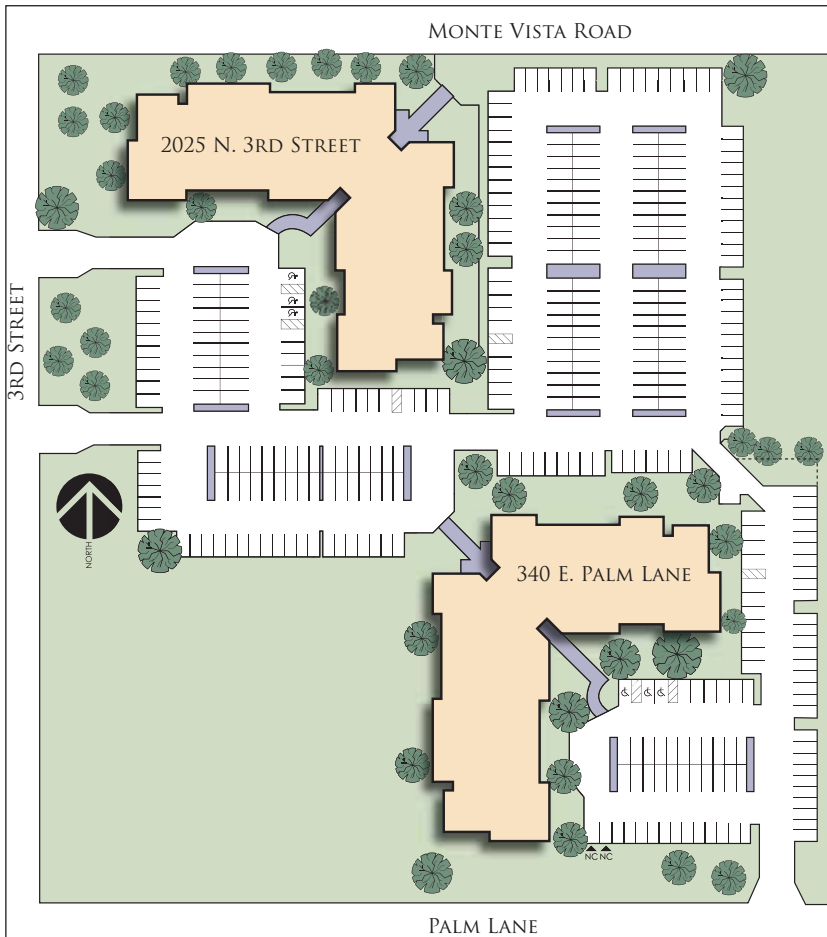 MONTE VISTA ROAD
2025 N. 3RD STREET
3RD STREET
NORTH
340 E. PALM LANE
NC NC
PALM LANE